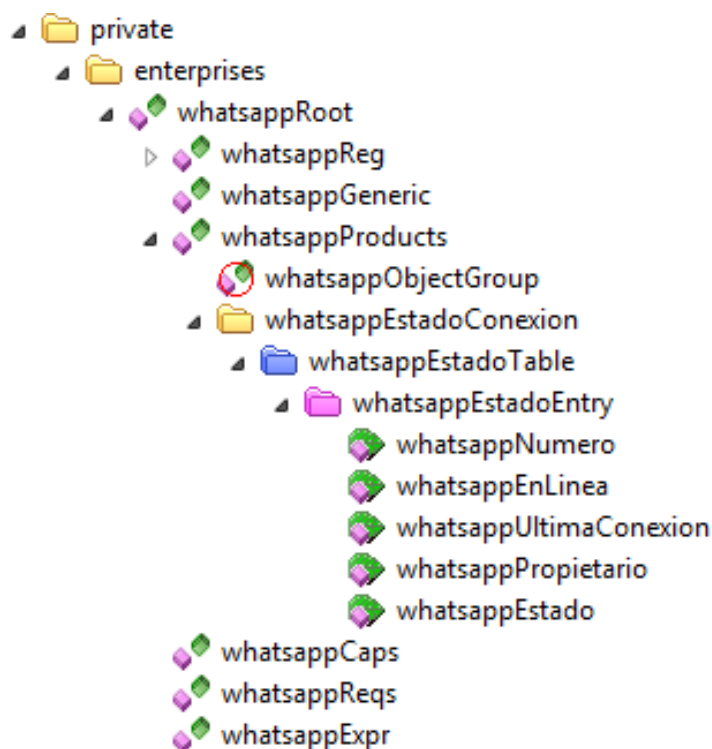 private
enterprises
whatsappRoot
whatsappReg
whatsappGeneric
whatsappProducts
whatsappObjectGroup
whatsappEstadoConexion
whatsappEstadoTable
whatsappEstadoEntry
whatsappNumero
whatsappEnLinea
whatsappUltimaConexion
whatsappPropietario
whatsappEstado
whatsappCaps
whatsappReqs
whatsappExpr